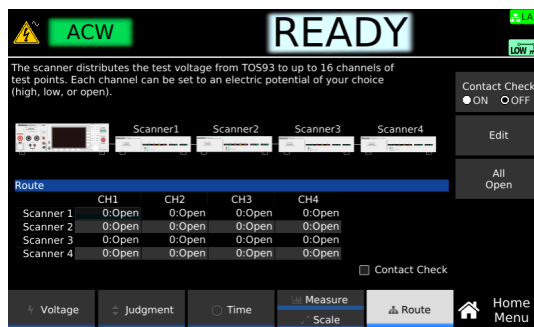 ACW
READY
LA
LOW
The scanner distributes the test voltage from TOS93 to up to 16 channels of
test points. Each channel can be set to an electric potential of your choice
(high, low, or open).
Contact Check
ON OFF
Scanner1 Scanner2 Scanner3 Scanner4
Edit
All
Open
Route
CH1 CH2 CH3 CH4
Scanner 1 0:Open 0:Open 0:Open 0:Open
Scanner 2 0:Open 0:Open 0:Open 0:Open
Scanner 3 0:Open 0:Open 0:Open 0:Open
Scanner 4 0:Open 0:Open 0:Open 0:Open
Contact Check
Voltage Judgment Time Measure Route Home
Scale Menu